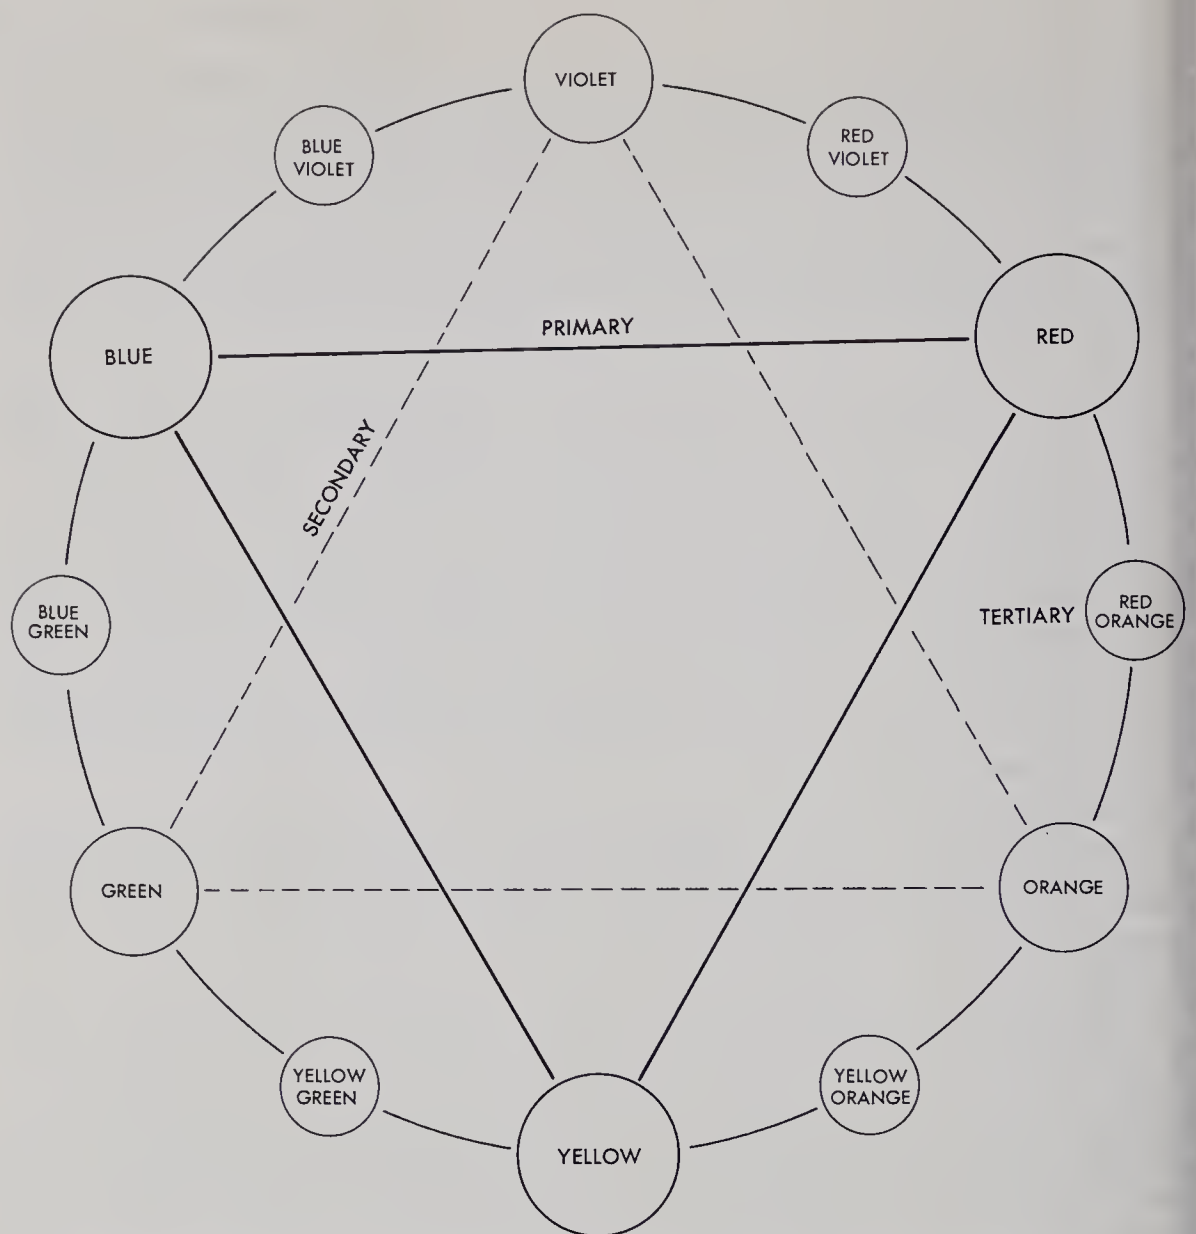 VIOLET
BLUE
VIOLET
RED
VIOLET
PRIMARY
BLUE
RED
SECONDARY
BLUE
GREEN
TERTIARY
RED
ORANGE
GREEN
ORANGE
YELLOW
GREEN
YELLOW
ORANGE
YELLOW